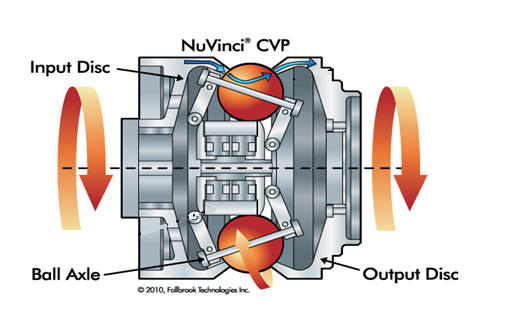 NuVinci® CVP
Input Disc
Ball Axle
Output Disc
© 2010, Fallbrook Technologies Inc.